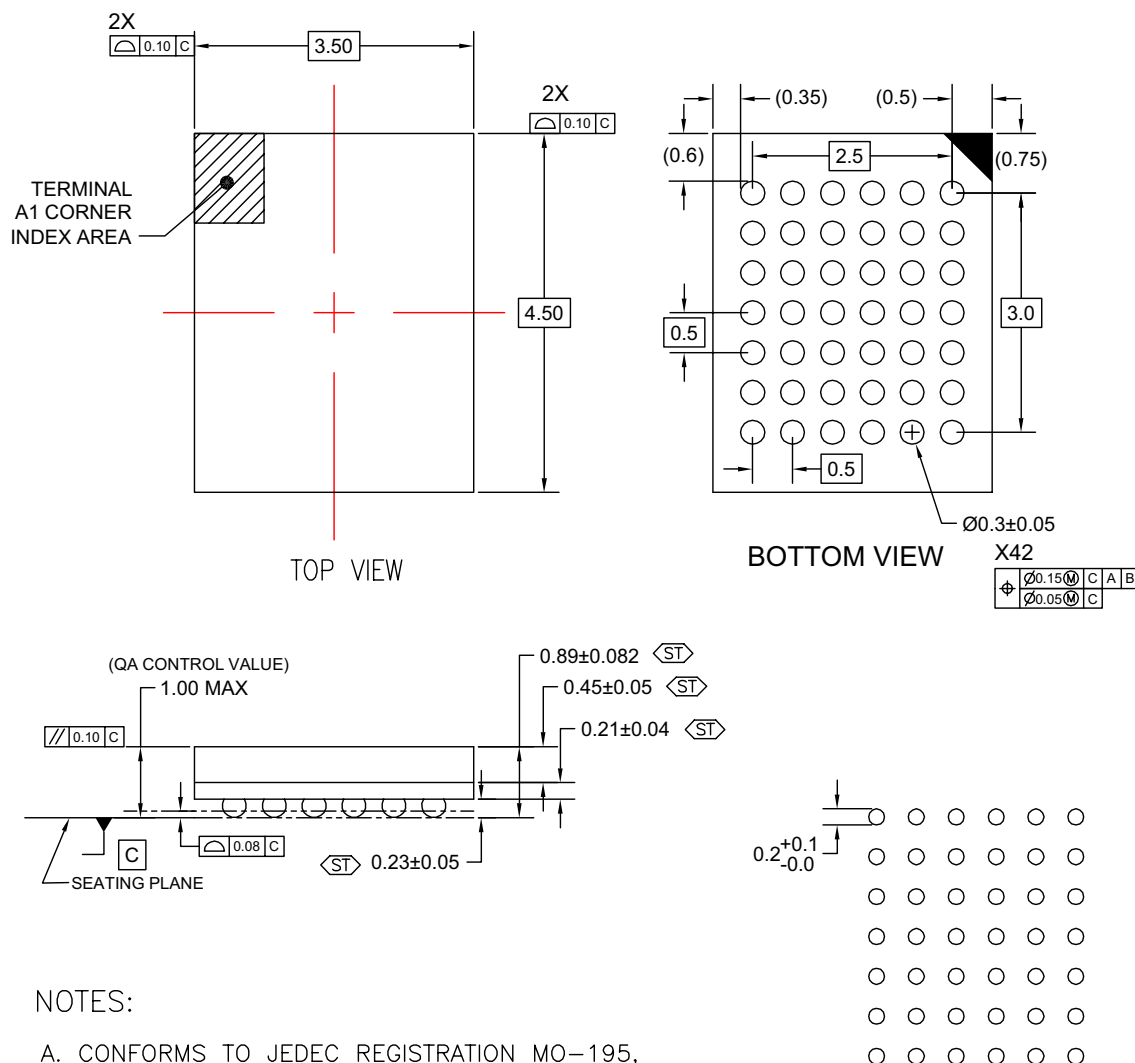 2X
⌓ 0.10 C
3.50
2X
⌓ 0.10 C
TERMINAL
A1 CORNER
INDEX AREA
4.50
TOP VIEW
(0.35)
(0.5)
(0.6)
2.5
(0.75)
0.5
3.0
0.5
Ø0.3±0.05
BOTTOM VIEW
X42
⌖ Ø0.15Ⓜ C A B
Ø0.05Ⓜ C
(QA CONTROL VALUE)
1.00 MAX
// 0.10 C
0.89±0.082 ST
0.45±0.05 ST
0.21±0.04 ST
C
⌓ 0.08 C
ST 0.23±0.05
SEATING PLANE
0.2+0.1
-0.0
NOTES:
A. CONFORMS TO JEDEC REGISTRATION MO-195,